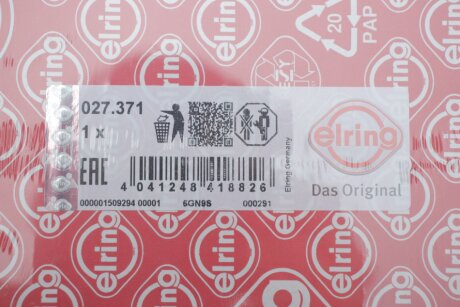 elring
20
PAP
027.371
1 x
EAC
4 041248 418826
000001509294 00001 6GN9S 000291
Elring Germany
elring
Das Original